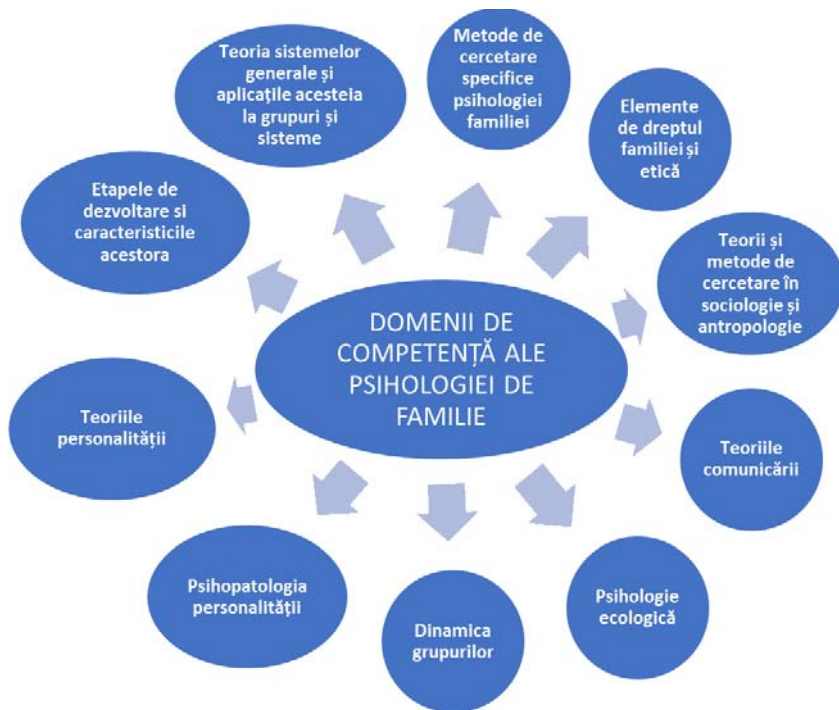 Teoria sistemelor
generale și
aplicațile acesteia
la grupuri și
sisteme
Metode de
cercetare
specifice
psihologiei
familiei
Elemente
de dreptul
familiei și
etică
Teorii și
metode de
cercetare în
sociologie și
antropologie
Teoriile
comunicării
Psihologie
ecologică
Dinamica
grupurilor
Psihopatologia
personalității
Teoriile
personalității
Etapele de
dezvoltare si
caracteristicile
acestora
DOMENII DE
COMPETENȚĂ ALE
PSIHOLOGIEI DE
FAMILIE